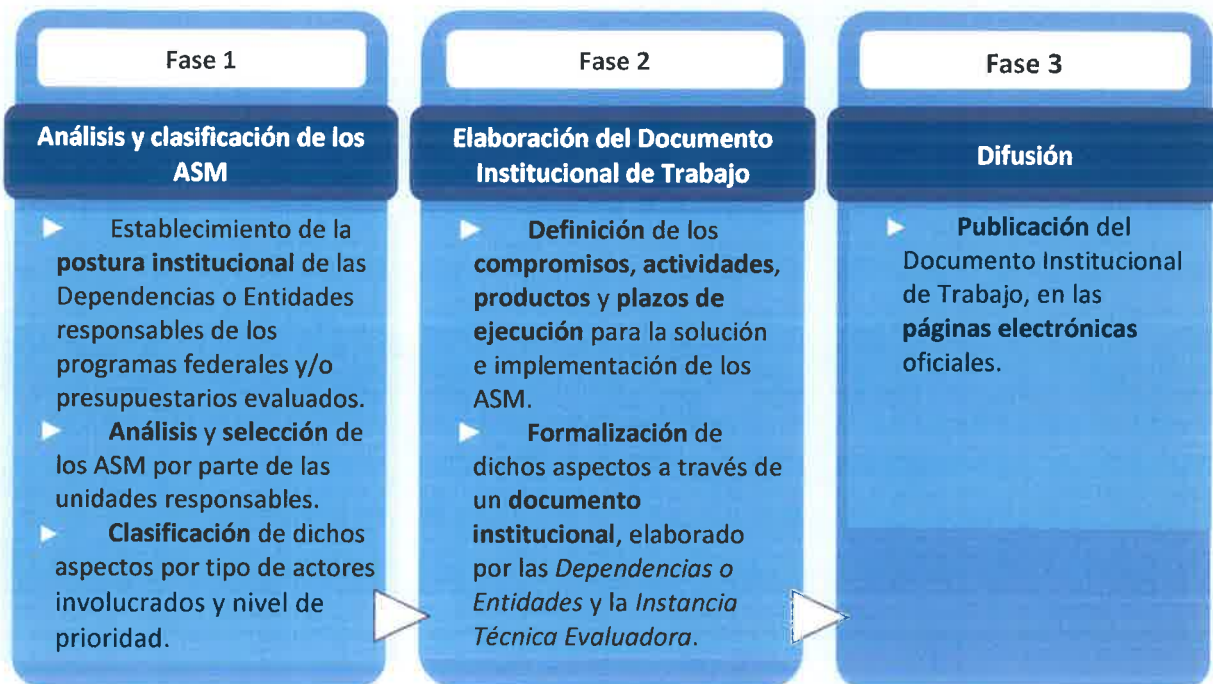 Fase 1
Análisis y clasificación de los
ASM
Establecimiento de la
postura institucional de las
Dependencias o Entidades
responsables de los
programas federales y/o
presupuestarios evaluados.
Análisis y selección de
los ASM por parte de las
unidades responsables.
Clasificación de dichos
aspectos por tipo de actores
involucrados y nivel de
prioridad.
Fase 2
Elaboración del Documento
Institucional de Trabajo
Definición de los
compromisos, actividades,
productos y plazos de
ejecución para la solución
e implementación de los
ASM.
Formalización de
dichos aspectos a través de
un documento
institucional, elaborado
por las Dependencias o
Entidades y la Instancia
Técnica Evaluadora.
Fase 3
Difusión
Publicación del
Documento Institucional
de Trabajo, en las
páginas electrónicas
oficiales.